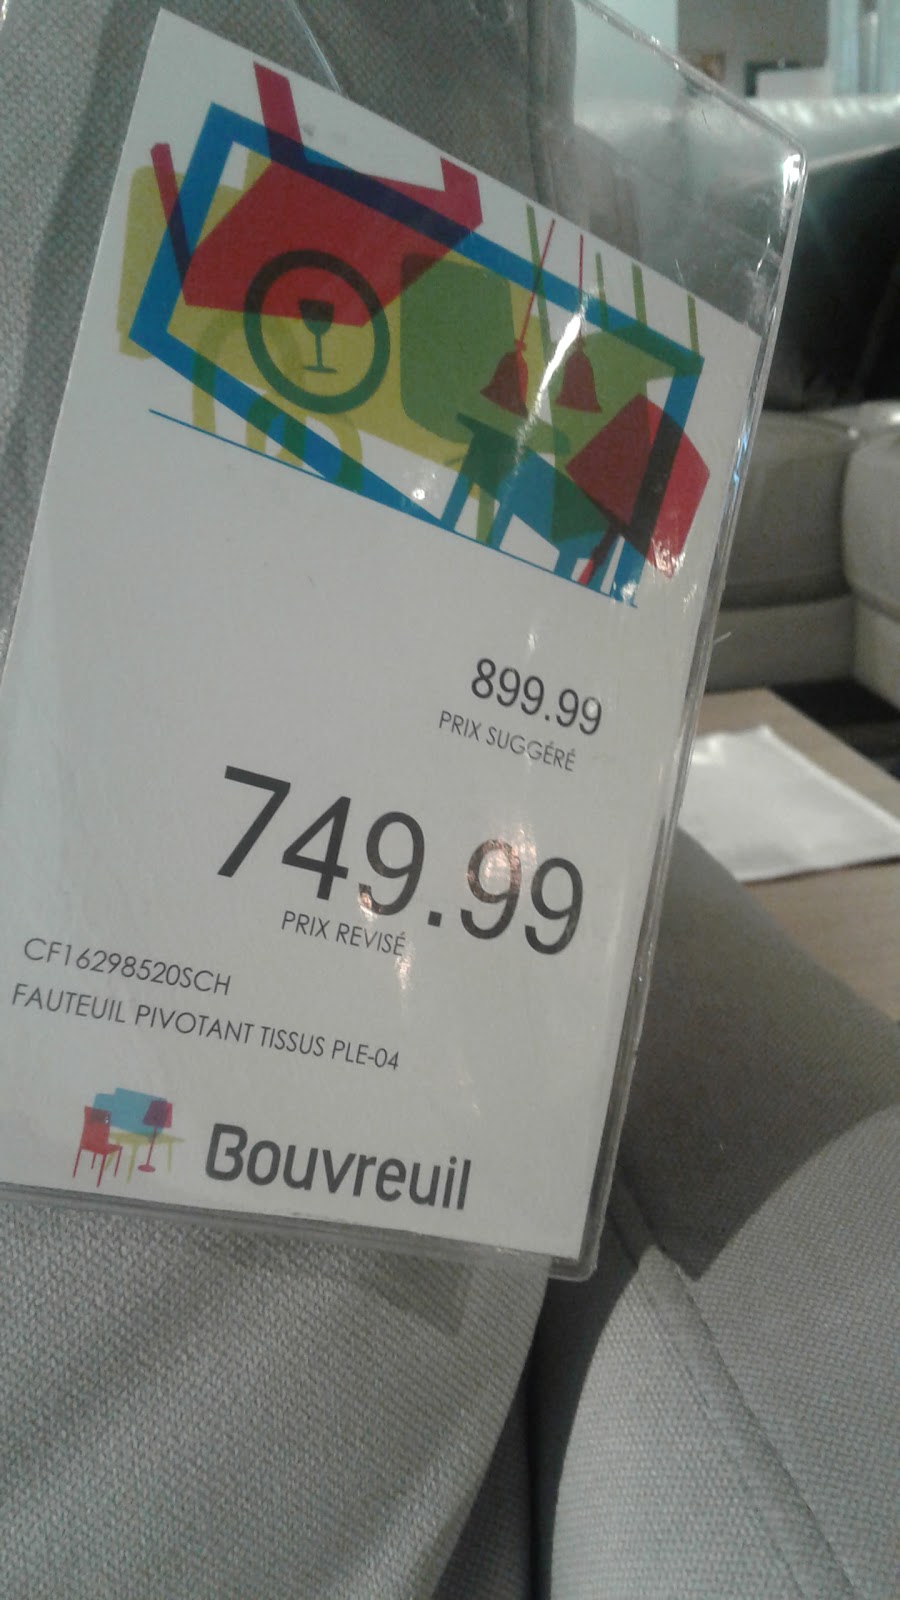 899.99
PRIX SUGGÉRÉ
749.99
PRIX REVISÉ
CF16298520SCH
FAUTEUIL PIVOTANT TISSUS PLE-04
Bouvreuil